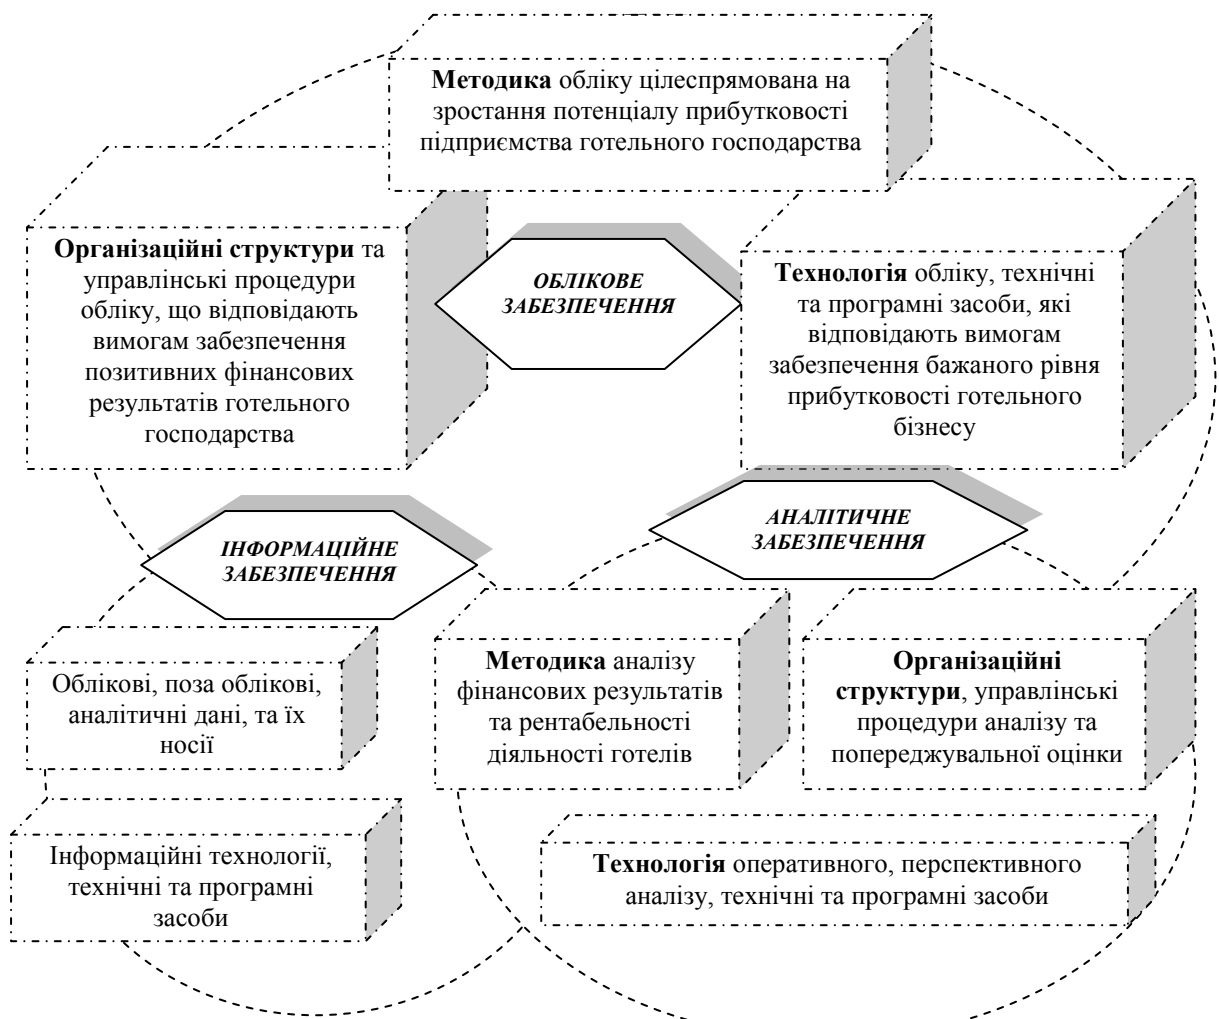 Методика обліку цілеспрямована на
зростання потенціалу прибутковості
підприємства готельного господарства
Організаційні структури та
управлінські процедури
обліку, що відповідають
вимогам забезпечення
позитивних фінансових
результатів готельного
господарства
ОБЛІКОВЕ
ЗАБЕЗПЕЧЕННЯ
Технологія обліку, технічні
та програмні засоби, які
відповідають вимогам
забезпечення бажаного рівня
прибутковості готельного
бізнесу
ІНФОРМАЦІЙНЕ
ЗАБЕЗПЕЧЕННЯ
АНАЛІТИЧНЕ
ЗАБЕЗПЕЧЕННЯ
Облікові, поза облікові,
аналітичні дані, та їх
носії
Методика аналізу
фінансових результатів
та рентабельності
діяльності готелів
Організаційні
структури, управлінські
процедури аналізу та
попереджувальної оцінки
Інформаційні технології,
технічні та програмні
засоби
Технологія оперативного, перспективного
аналізу, технічні та програмні засоби